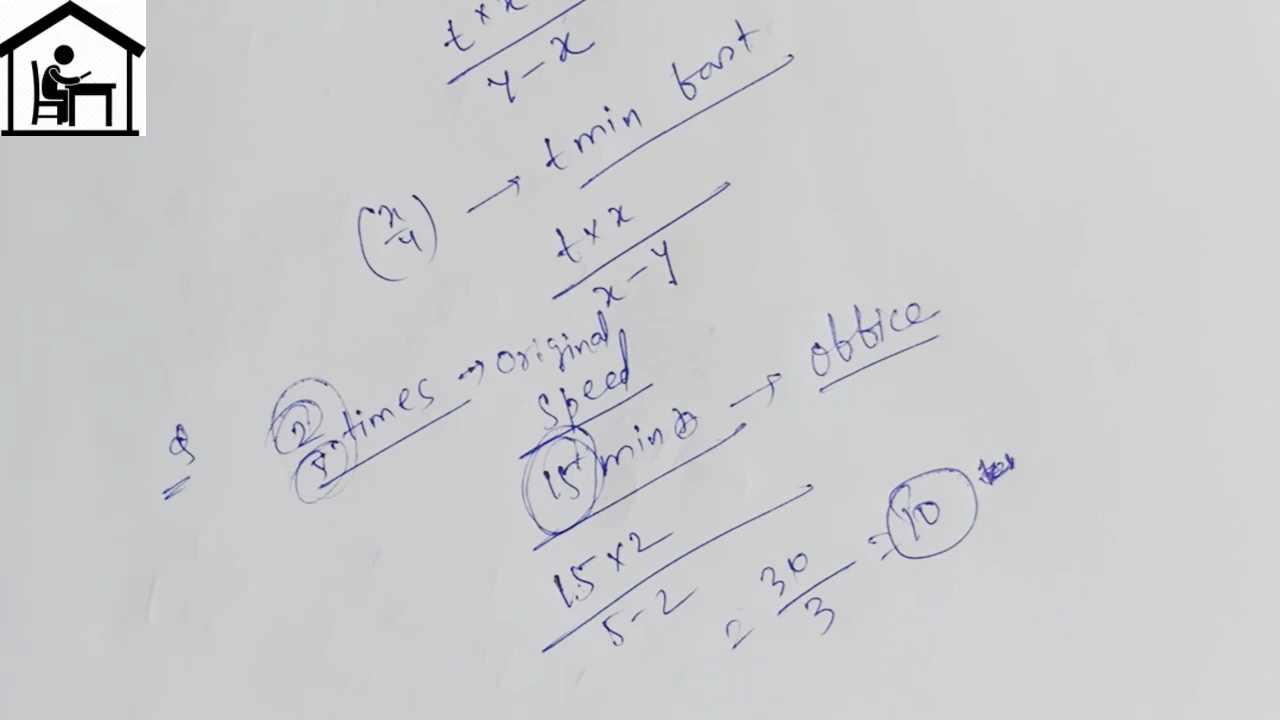 t × x
y - x
(x/y) → t min fast
t × x
x - y
Q 2/5 times → original
speed
15 min → office
15 × 2
5 - 2
= 30/3 = 10